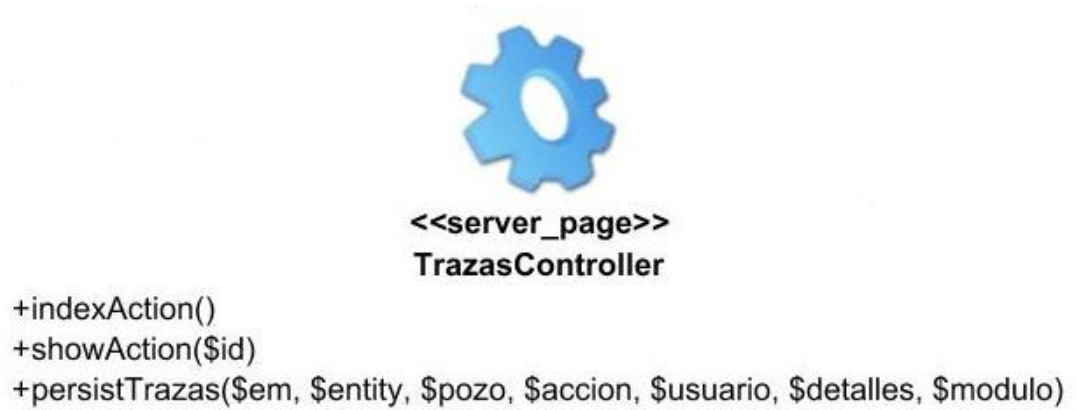 <<server_page>>
TrazasController
+indexAction()
+showAction($id)
+persistTrazas($em, $entity, $pozo, $accion, $usuario, $detalles, $modulo)